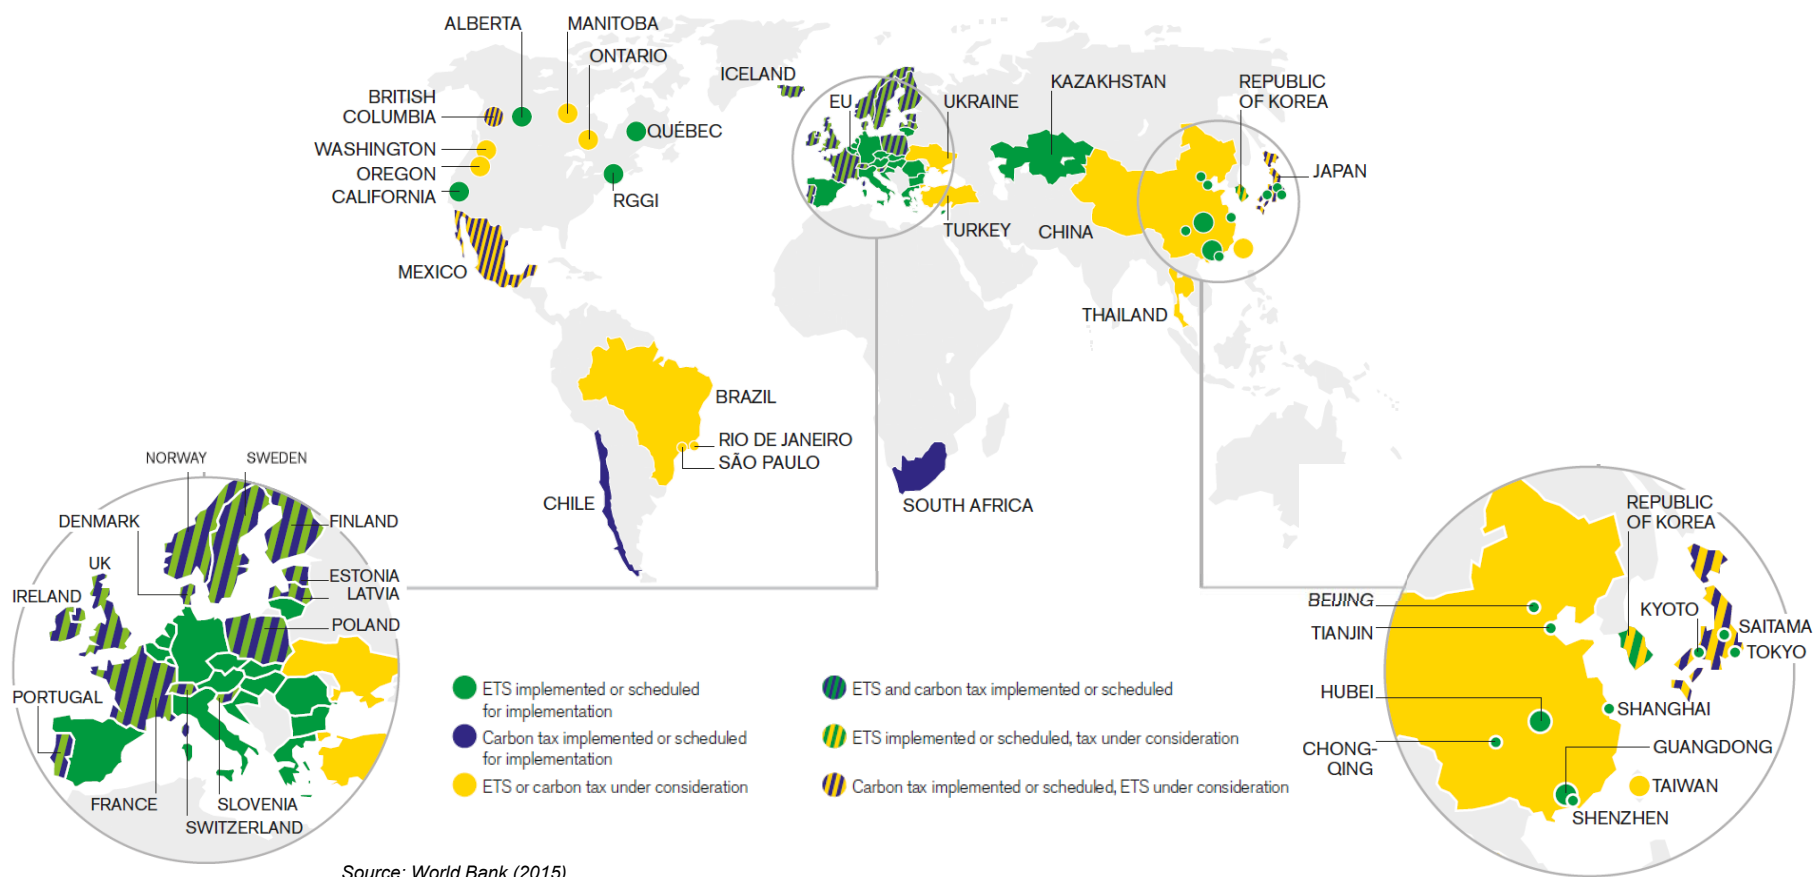 ALBERTA
MANITOBA
ONTARIO
BRITISH
COLUMBIA
WASHINGTON
OREGON
CALIFORNIA
QUÉBEC
RGGI
MEXICO
ICELAND
EU
UKRAINE
KAZAKHSTAN
REPUBLIC
OF KOREA
JAPAN
TURKEY
CHINA
THAILAND
BRAZIL
RIO DE JANEIRO
SÃO PAULO
CHILE
SOUTH AFRICA
NORWAY
SWEDEN
DENMARK
FINLAND
UK
IRELAND
ESTONIA
LATVIA
POLAND
PORTUGAL
FRANCE
SLOVENIA
SWITZERLAND
ETS implemented or scheduled
for implementation
Carbon tax implemented or scheduled
for implementation
ETS or carbon tax under consideration
ETS and carbon tax implemented or scheduled
ETS implemented or scheduled, tax under consideration
Carbon tax implemented or scheduled, ETS under consideration
REPUBLIC
OF KOREA
BEIJING
TIANJIN
KYOTO
SAITAMA
TOKYO
HUBEI
SHANGHAI
CHONG-
QING
GUANGDONG
TAIWAN
SHENZHEN
Source: World Bank (2015)